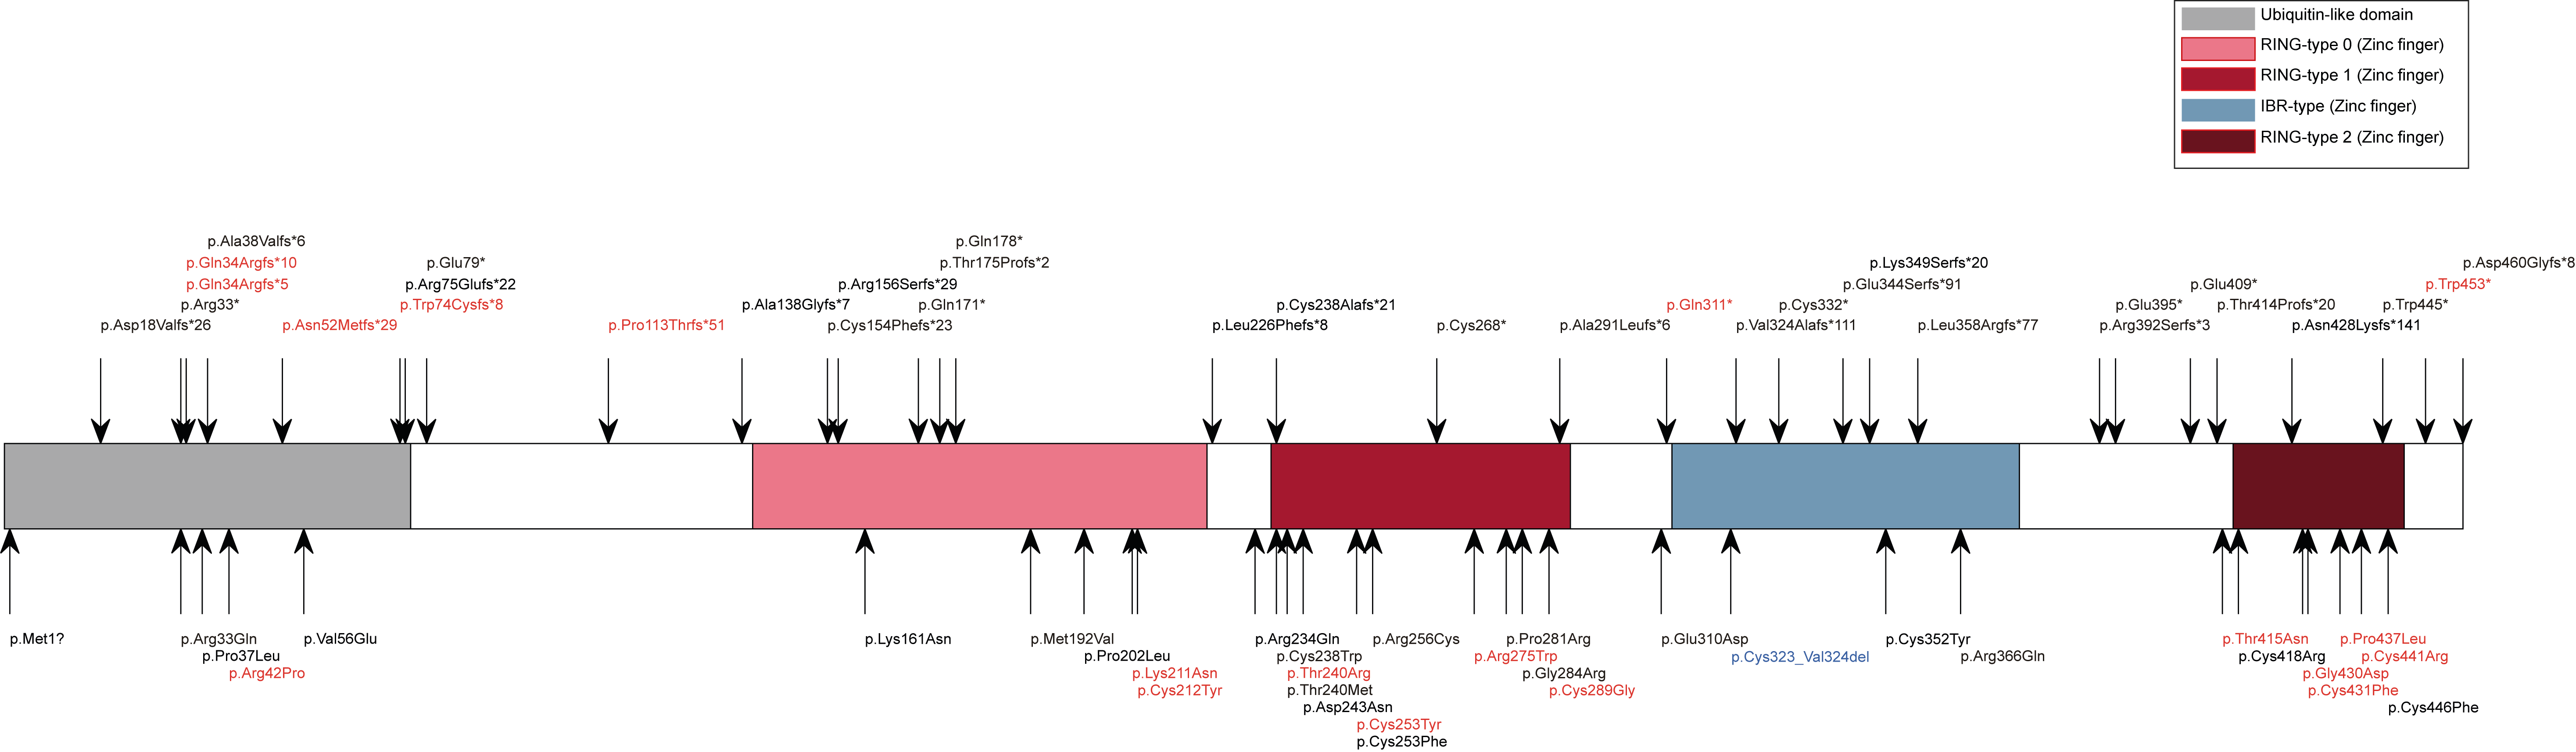 Ubiquitin-like domain
RING-type 0 (Zinc finger)
RING-type 1 (Zinc finger)
IBR-type (Zinc finger)
RING-type 2 (Zinc finger)
p.Ala38Valfs*6
p.Gln178*
p.Gln34Argfs*10
p.Glu79*
p.Thr175Profs*2
p.Lys349Serfs*20
p.Asp460Glyfs*8
p.Gln34Argfs*5
p.Arg75Glufs*22
p.Arg156Serfs*29
p.Glu344Serfs*91
p.Glu409*
p.Trp453*
p.Arg33*
p.Trp74Cysfs*8
p.Ala138Glyfs*7
p.Gln171*
p.Cys238Alafs*21
p.Gln311*
p.Cys332*
p.Glu395*
p.Thr414Profs*20
p.Trp445*
p.Asp18Valfs*26
p.Asn52Metfs*29
p.Pro113Thrfs*51
p.Cys154Phefs*23
p.Leu226Phefs*8
p.Cys268*
p.Ala291Leufs*6
p.Val324Alafs*111
p.Leu358Argfs*77
p.Arg392Serfs*3
p.Asn428Lysfs*141
p.Met1?
p.Arg33Gln
p.Val56Glu
p.Lys161Asn
p.Met192Val
p.Arg234Gln
p.Arg256Cys
p.Pro281Arg
p.Glu310Asp
p.Cys352Tyr
p.Thr415Asn
p.Pro437Leu
p.Pro37Leu
p.Pro202Leu
p.Cys238Trp
p.Arg275Trp
p.Cys323_Val324del
p.Arg366Gln
p.Cys418Arg
p.Cys441Arg
p.Arg42Pro
p.Lys211Asn
p.Thr240Arg
p.Gly284Arg
p.Gly430Asp
p.Cys212Tyr
p.Thr240Met
p.Cys289Gly
p.Cys431Phe
p.Asp243Asn
p.Cys446Phe
p.Cys253Tyr
p.Cys253Phe